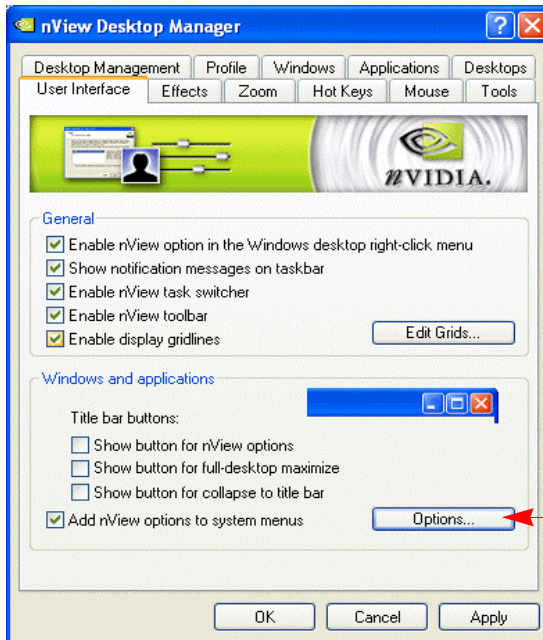 nView Desktop Manager
Desktop Management Profile Windows Applications Desktops
User Interface Effects Zoom Hot Keys Mouse Tools
nVIDIA.
General
Enable nView option in the Windows desktop right-click menu
Show notification messages on taskbar
Enable nView task switcher
Enable nView toolbar
Enable display gridlines
Edit Grids...
Windows and applications
Title bar buttons:
Show button for nView options
Show button for full-desktop maximize
Show button for collapse to title bar
Add nView options to system menus
Options...
OK Cancel Apply